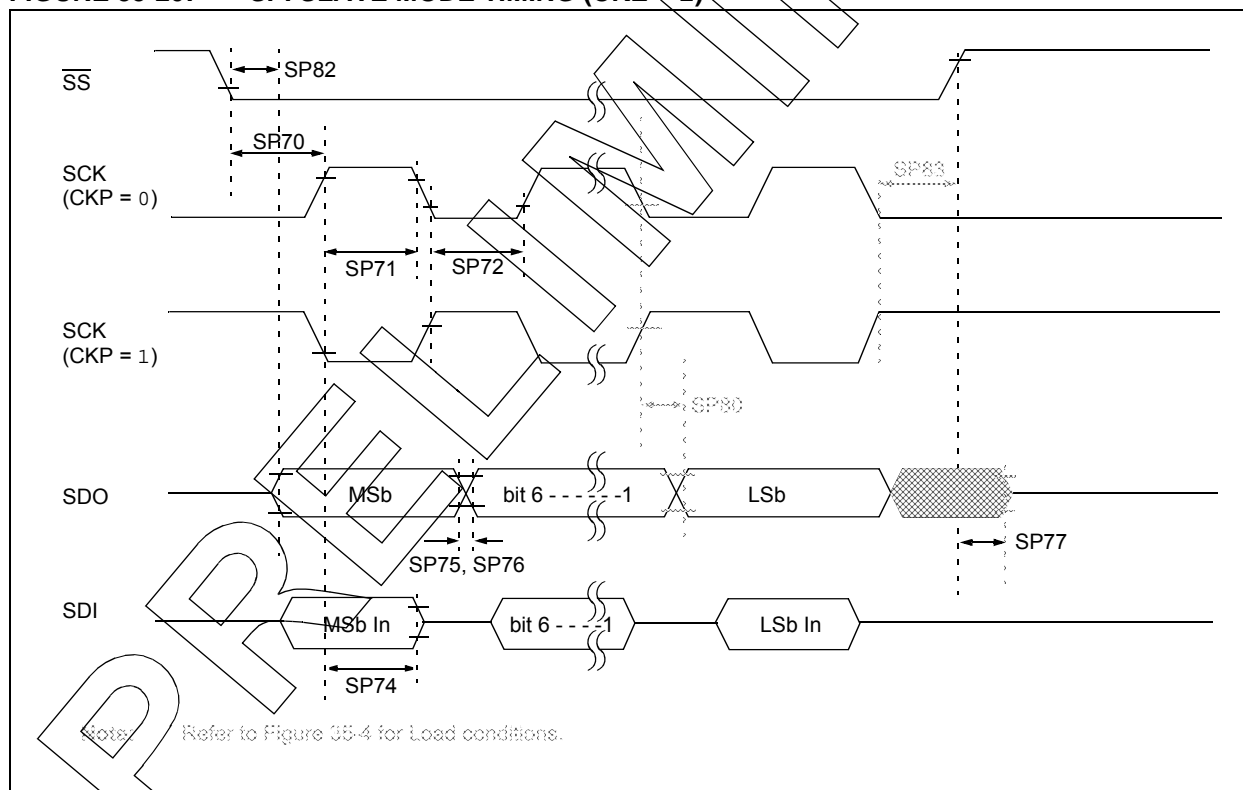 SS
SP82
SP70
SCK
(CKP = 0)
SP83
SP71
SP72
SCK
(CKP = 1)
SP80
SDO
MSb
bit 6 - - - - - -1
LSb
SP75, SP76
SP77
SDI
MSb In
bit 6 - - - -1
LSb In
SP74
Note: Refer to Figure 35-4 for Load conditions.